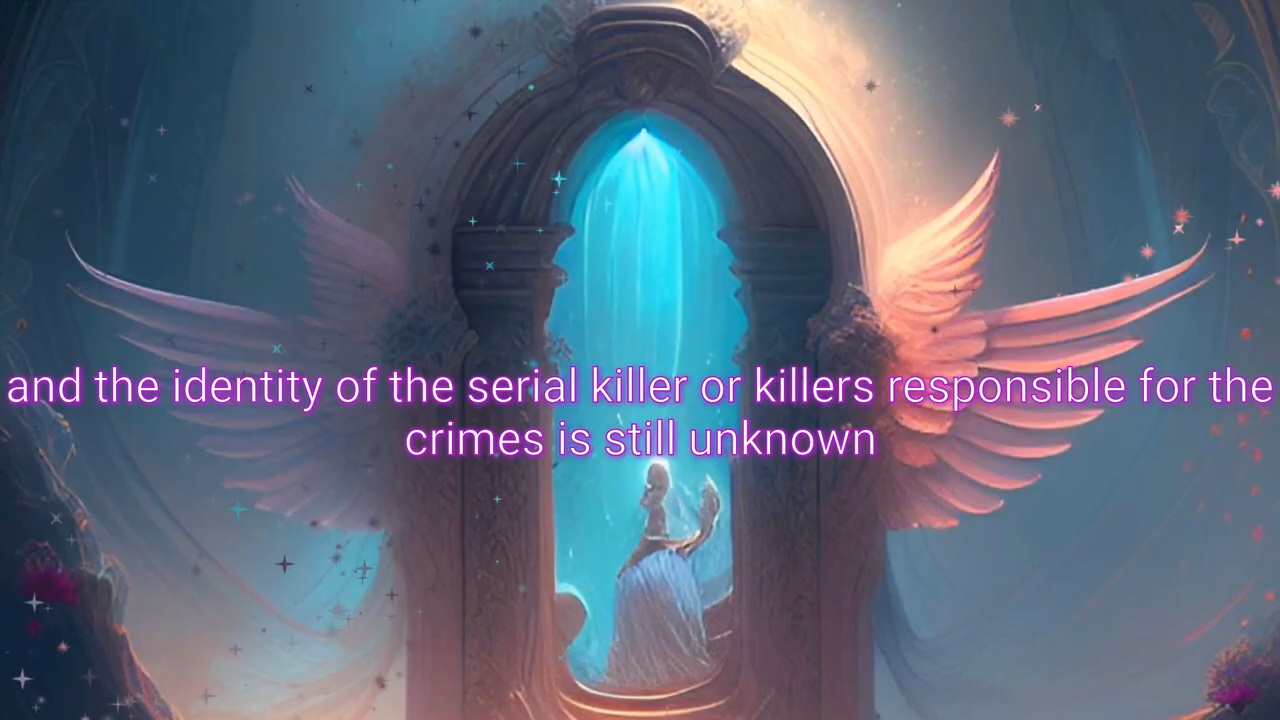 and the identity of the serial killer or killers responsible for the
crimes is still unknown